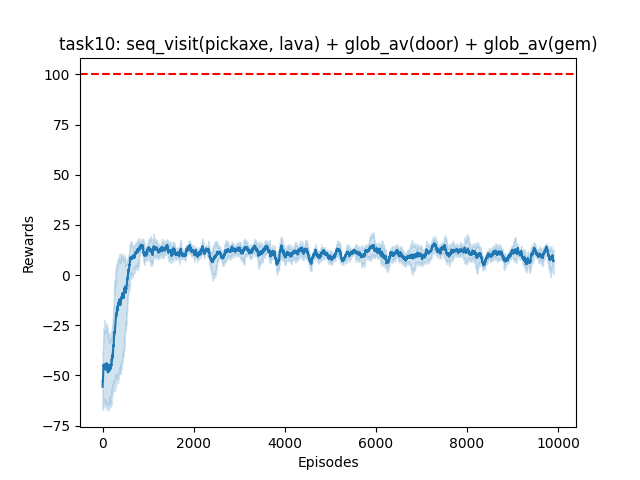 task10: seq_visit(pickaxe, lava) + glob_av(door) + glob_av(gem)
100
75
50
25
0
−25
−50
−75
Rewards
0 2000 4000 6000 8000 10000
Episodes